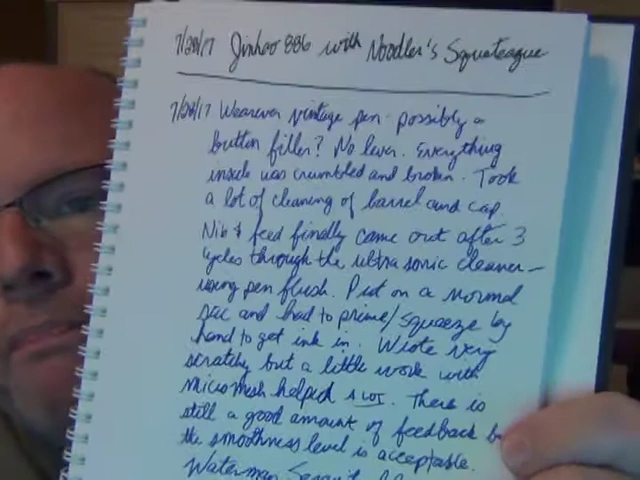 7/28/17 Jinhao 886 with Noodler's Squeteague
7/28/17 Wearever vintage pen - possibly a
button filler? No lever. Everything
inside was crumbled and broken. Took
a lot of cleaning of barrel and cap.
Nib & feed finally came out after 3
cycles through the ultra sonic cleaner -
using pen flush. Put on a normal
sac and had to prime/squeeze by
hand to get ink in. Wrote very
scratchy but a little work with
micromesh helped a LOT. There is
still a good amount of feedback b
the smoothness level is acceptable.
Waterman